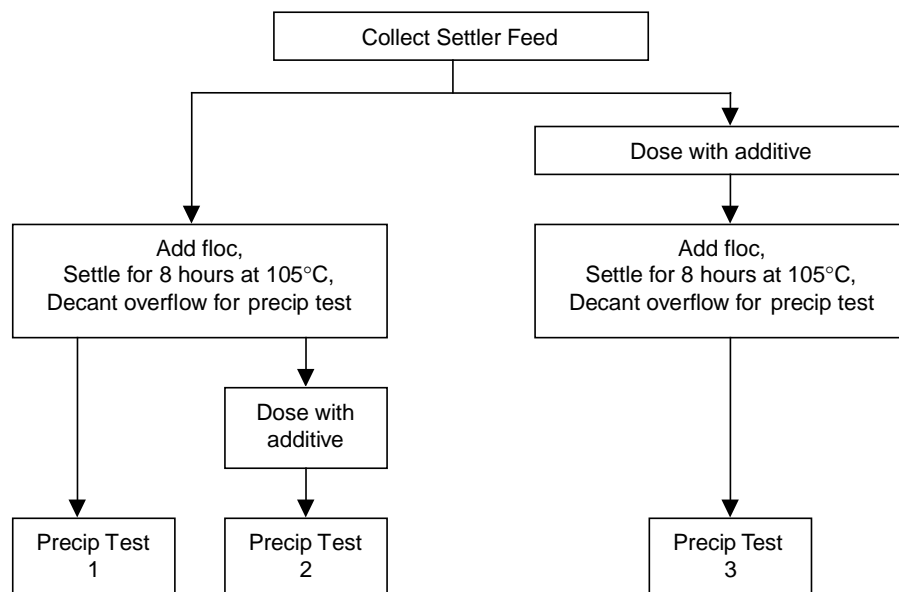 Collect Settler Feed
Dose with additive
Add floc,
Settle for 8 hours at 105°C,
Decant overflow for precip test
Add floc,
Settle for 8 hours at 105°C,
Decant overflow for precip test
Dose with
additive
Precip Test
1
Precip Test
2
Precip Test
3